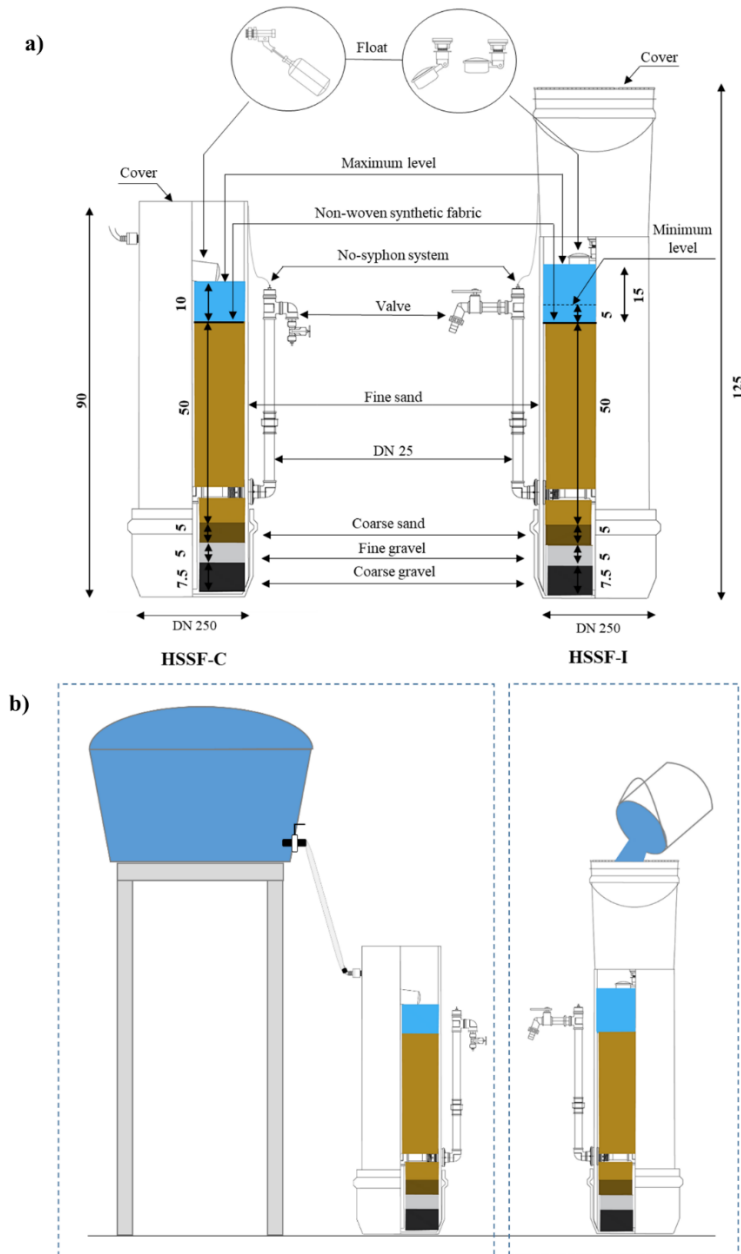 a)
Float
Cover
Maximum level
Cover
Non-woven synthetic fabric
Minimum
level
No-syphon system
10
15
5
Valve
90
125
50
Fine sand
50
DN 25
Coarse sand
5
5
Fine gravel
5
5
Coarse gravel
7.5
7.5
DN 250
DN 250
HSSF-C
HSSF-I
b)